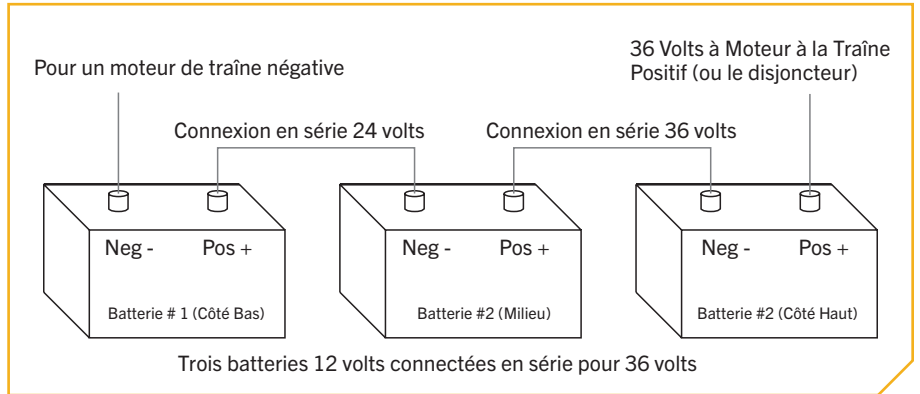 36 Volts à Moteur à la Traîne
Positif (ou le disjoncteur)
Pour un moteur de traîne négative
Connexion en série 24 volts
Connexion en série 36 volts
Neg -
Pos +
Neg -
Pos +
Neg -
Pos +
Batterie # 1 (Côté Bas)
Batterie #2 (Milieu)
Batterie #2 (Côté Haut)
Trois batteries 12 volts connectées en série pour 36 volts